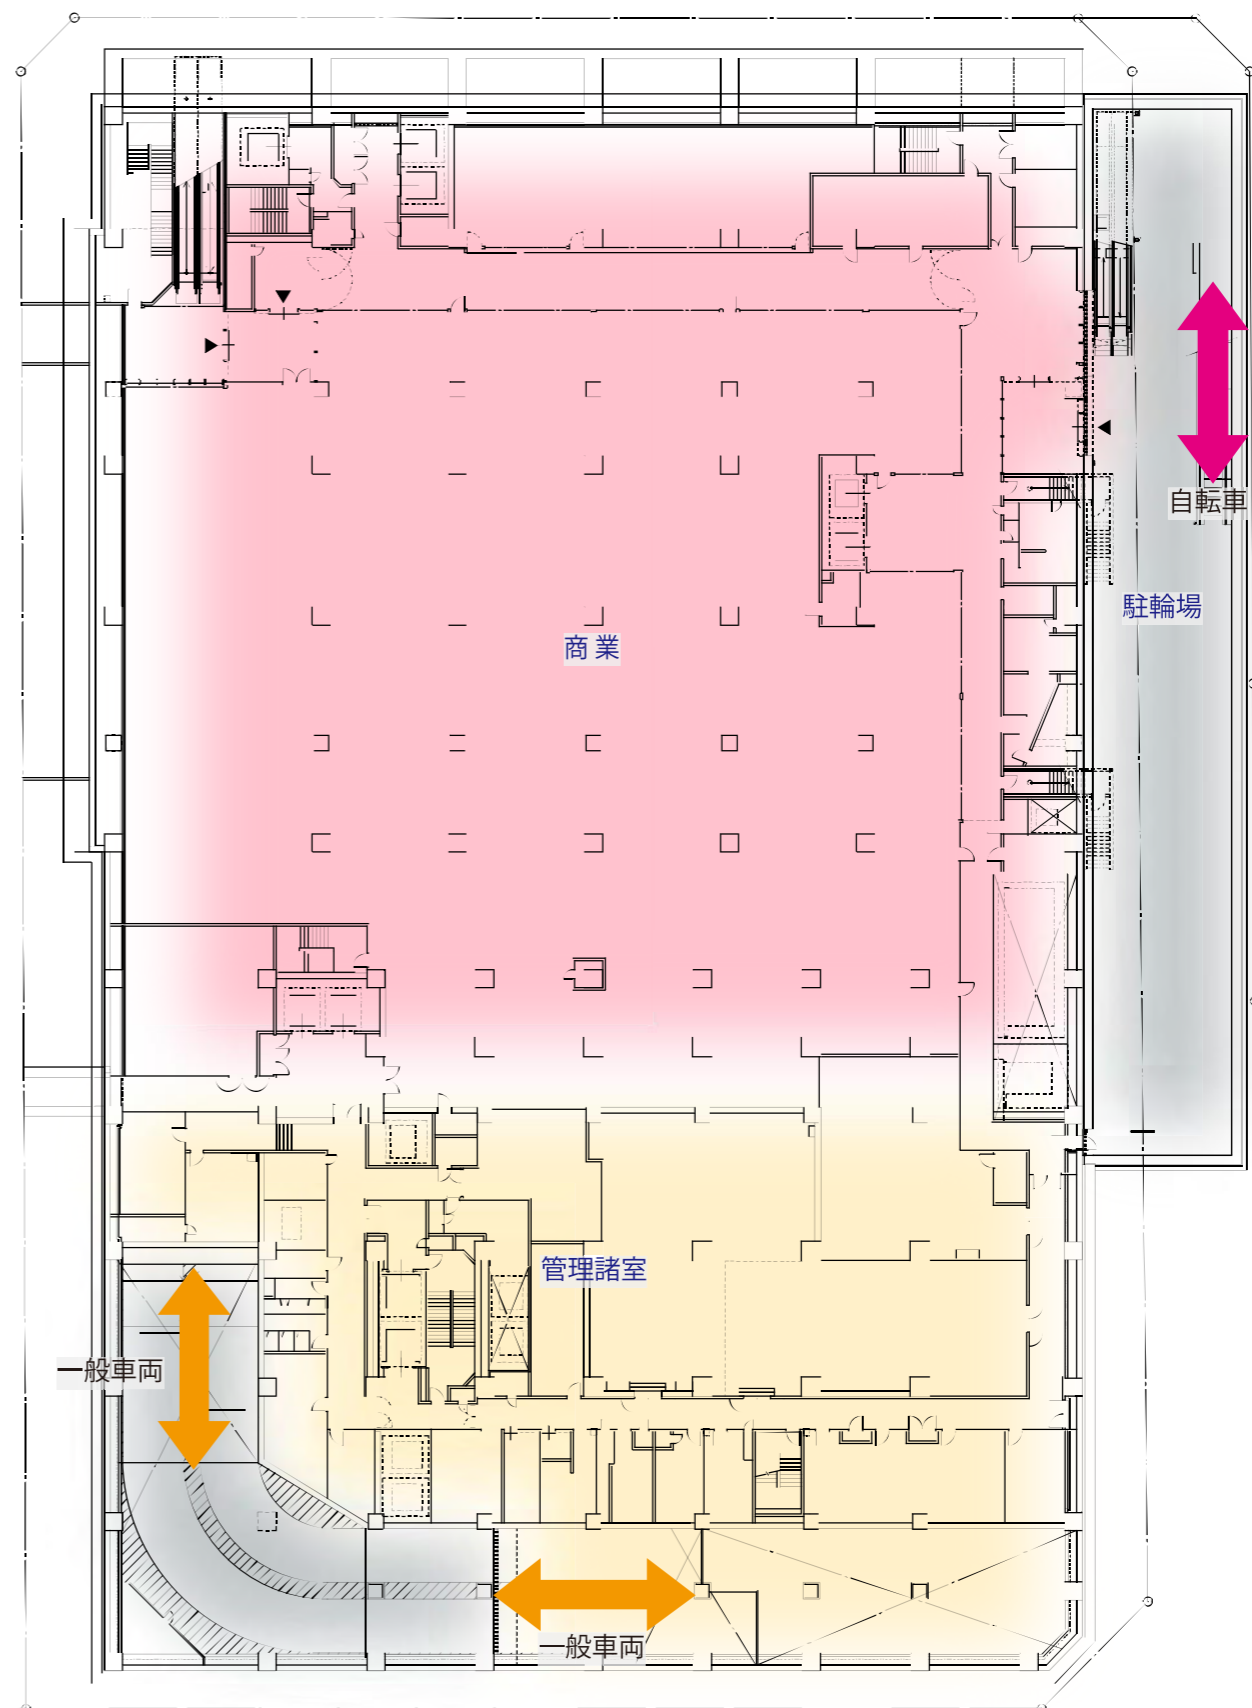 自転車
駐輪場
商業
管理諸室
一般車両
一般車両